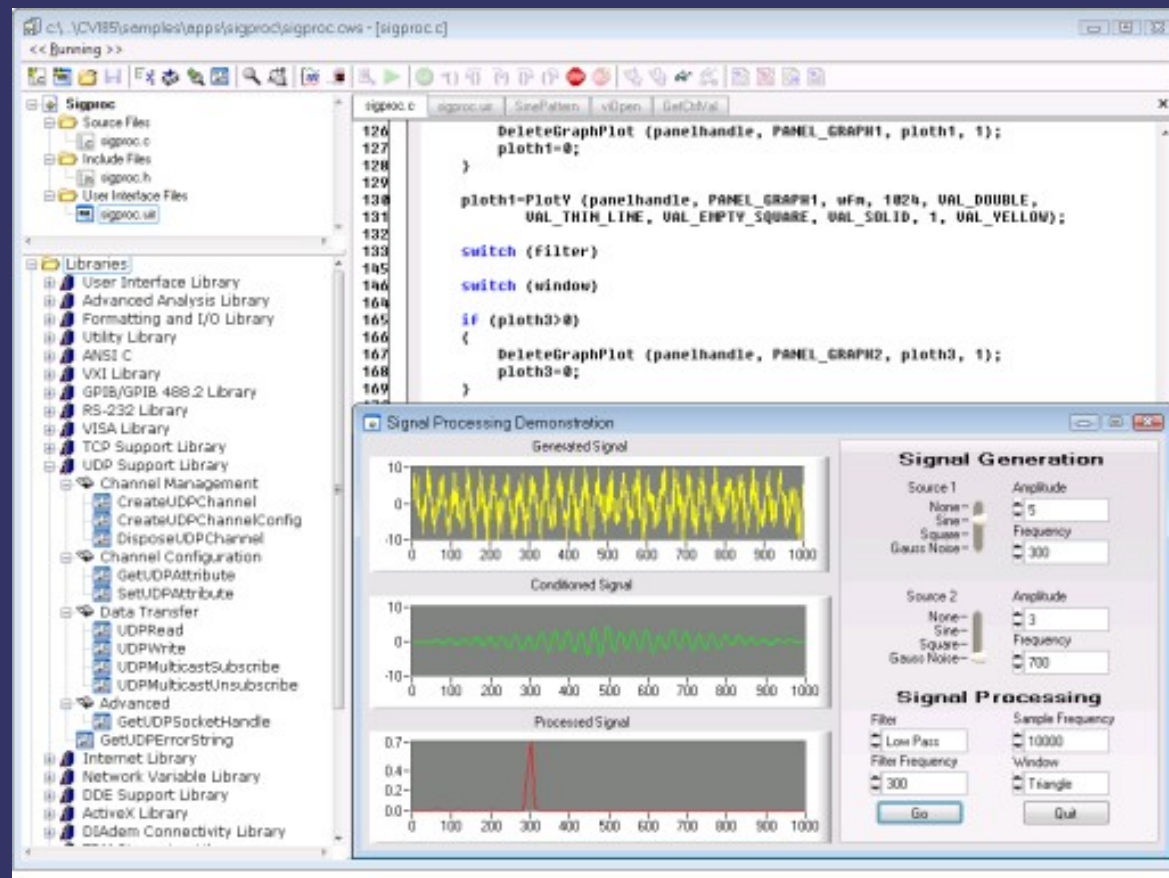 c:\..\CVI85\samples\apps\sigproc\sigproc.cws - [sigproc.c]
<< Running >>
Sigproc
Source Files
sigproc.c
Include Files
sigproc.h
User Interface Files
sigproc.uir
Libraries
User Interface Library
Advanced Analysis Library
Formatting and I/O Library
Utility Library
ANSI C
VXI Library
GPIB/GPIB 488.2 Library
RS-232 Library
VISA Library
TCP Support Library
UDP Support Library
Channel Management
CreateUDPChannel
CreateUDPChannelConfig
DisposeUDPChannel
Channel Configuration
GetUDPAttribute
SetUDPAttribute
Data Transfer
UDPRead
UDPWrite
UDPMulticastSubscribe
UDPMulticastUnsubscribe
Advanced
GetUDPSocketHandle
GetUDPErrorString
Internet Library
Network Variable Library
DDE Support Library
ActiveX Library
DIAdem Connectivity Library
sigproc.c sigproc.uir SinePattern viOpen GetCtrlVal
126 DeleteGraphPlot (panelhandle, PANEL_GRAPH1, ploth1, 1);
127 ploth1=0;
128 }
129
130 ploth1=PlotY (panelhandle, PANEL_GRAPH1, wfm, 1024, VAL_DOUBLE,
131 VAL_THIN_LINE, VAL_EMPTY_SQUARE, VAL_SOLID, 1, VAL_YELLOW);
132
133 switch (filter)
145
146 switch (window)
164
165 if (ploth3>0)
166 {
167 DeleteGraphPlot (panelhandle, PANEL_GRAPH2, ploth3, 1);
168 ploth3=0;
169 }
Signal Processing Demonstration
Generated Signal
10
0
-10
0 100 200 300 400 500 600 700 800 900 1000
Conditioned Signal
10
0
-10
0 100 200 300 400 500 600 700 800 900 1000
Processed Signal
0.7
0.4
0.2
0.0
0 100 200 300 400 500 600 700 800 900 1000
Signal Generation
Source 1 Amplitude
None
Sine
Square
Gauss Noise
5
Frequency
300
Source 2 Amplitude
None
Sine
Square
Gauss Noise
3
Frequency
700
Signal Processing
Filter Sample Frequency
Low Pass 10000
Filter Frequency Window
300 Triangle
Go Quit